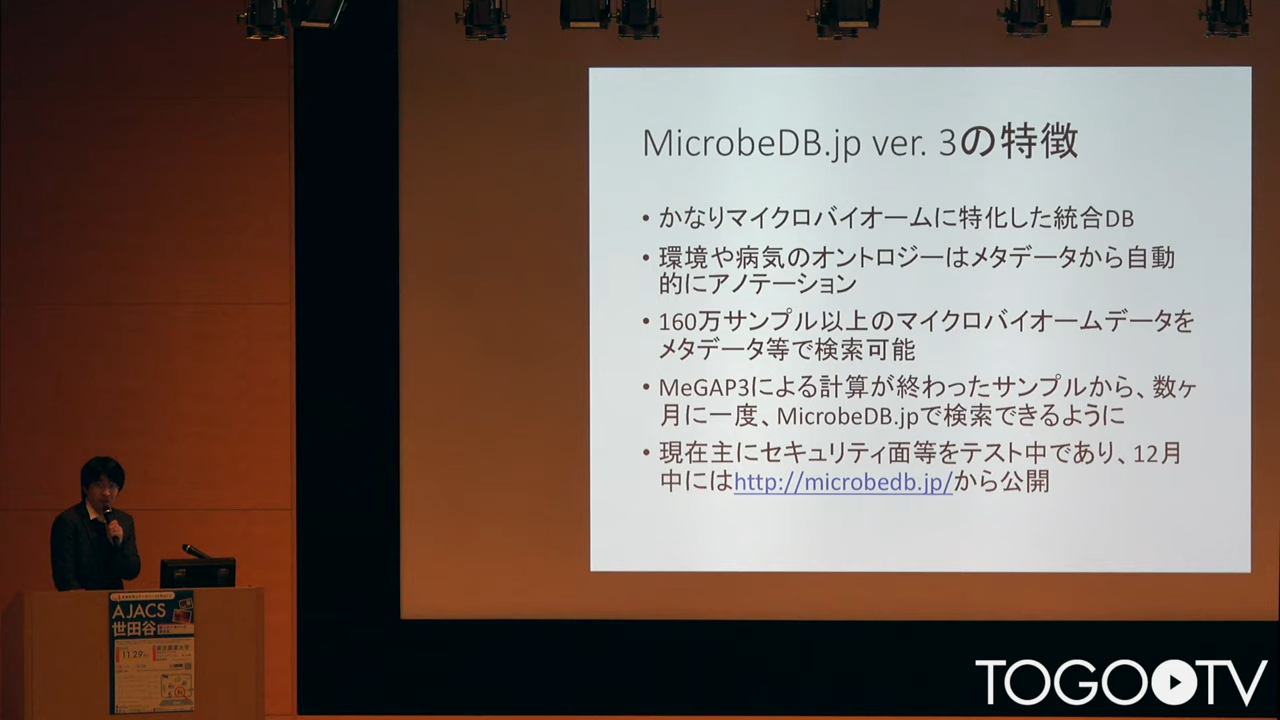 MicrobeDB.jp ver. 3の特徴
• かなりマイクロバイオームに特化した統合DB
• 環境や病気のオントロジーはメタデータから自動
的にアノテーション
• 160万サンプル以上のマイクロバイオームデータを
メタデータ等で検索可能
• MeGAP3による計算が終わったサンプルから、数ヶ
月に一度、MicrobeDB.jpで検索できるように
• 現在主にセキュリティ面等をテスト中であり、12月
中にはhttp://microbedb.jp/から公開
AJACS
世田谷
11.29
東京農業大学
TOGOTV